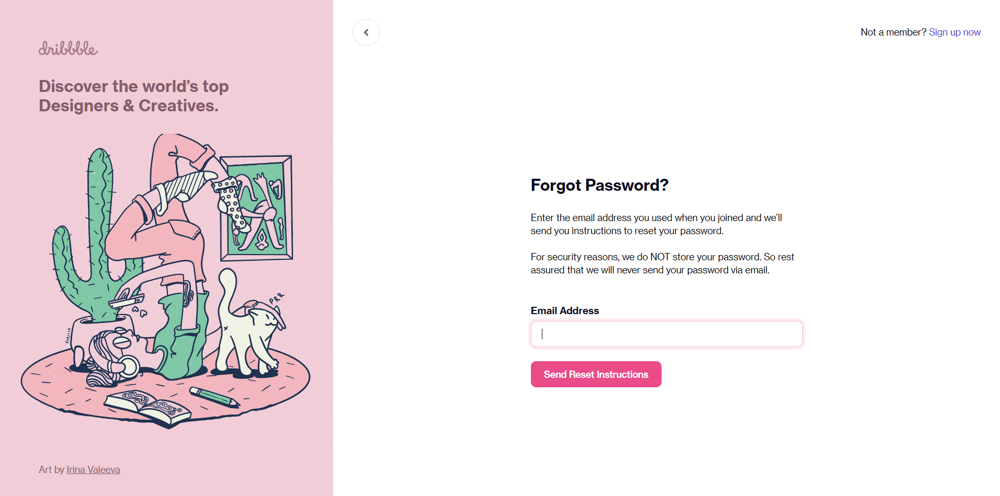 dribbble
Discover the world’s top
Designers & Creatives.
PRR
KARICCA
Art by Irina Valeeva
Not a member? Sign up now
Forgot Password?
Enter the email address you used when you joined and we’ll
send you instructions to reset your password.
For security reasons, we do NOT store your password. So rest
assured that we will never send your password via email.
Email Address
Send Reset Instructions